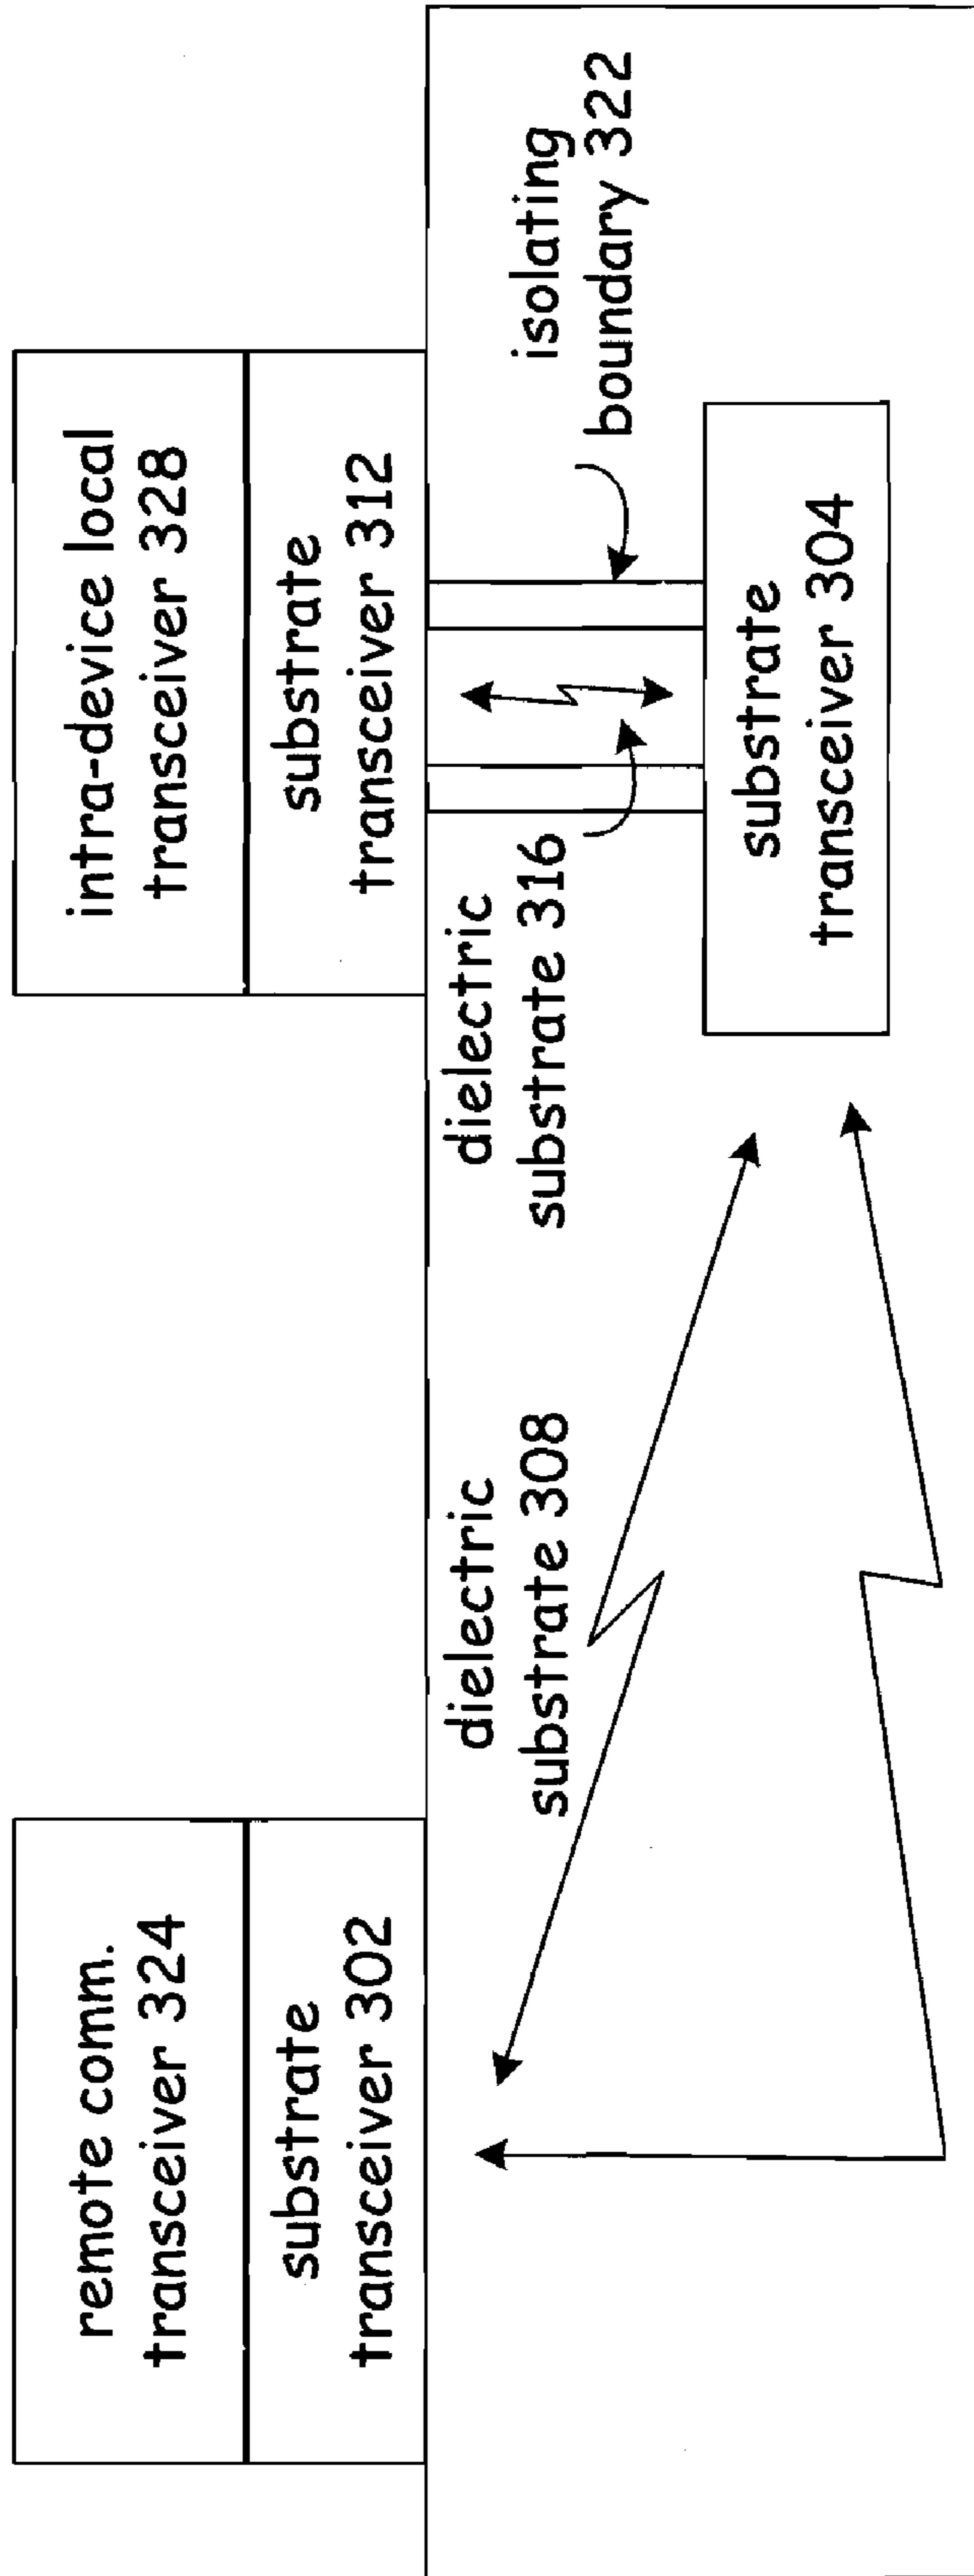 remote comm.
transceiver 324
substrate
transceiver 302
intra-device local
transceiver 328
substrate
transceiver 312
dielectric
substrate 308
dielectric
substrate 316
isolating
boundary 322
substrate
transceiver 304